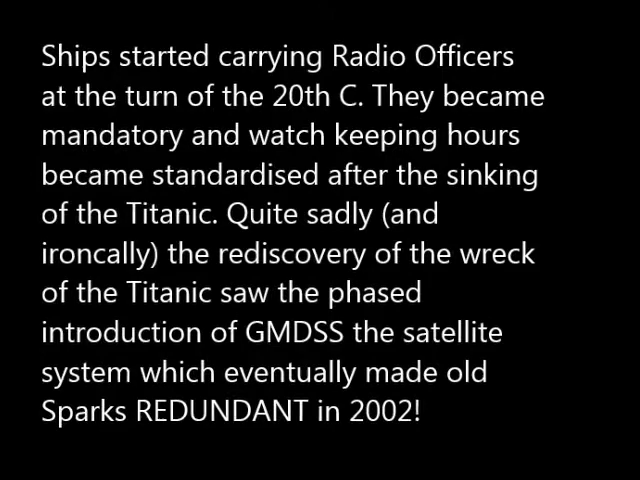 Ships started carrying Radio Officers
at the turn of the 20th C. They became
mandatory and watch keeping hours
became standardised after the sinking
of the Titanic. Quite sadly (and
ironcally) the rediscovery of the wreck
of the Titanic saw the phased
introduction of GMDSS the satellite
system which eventually made old
Sparks REDUNDANT in 2002!